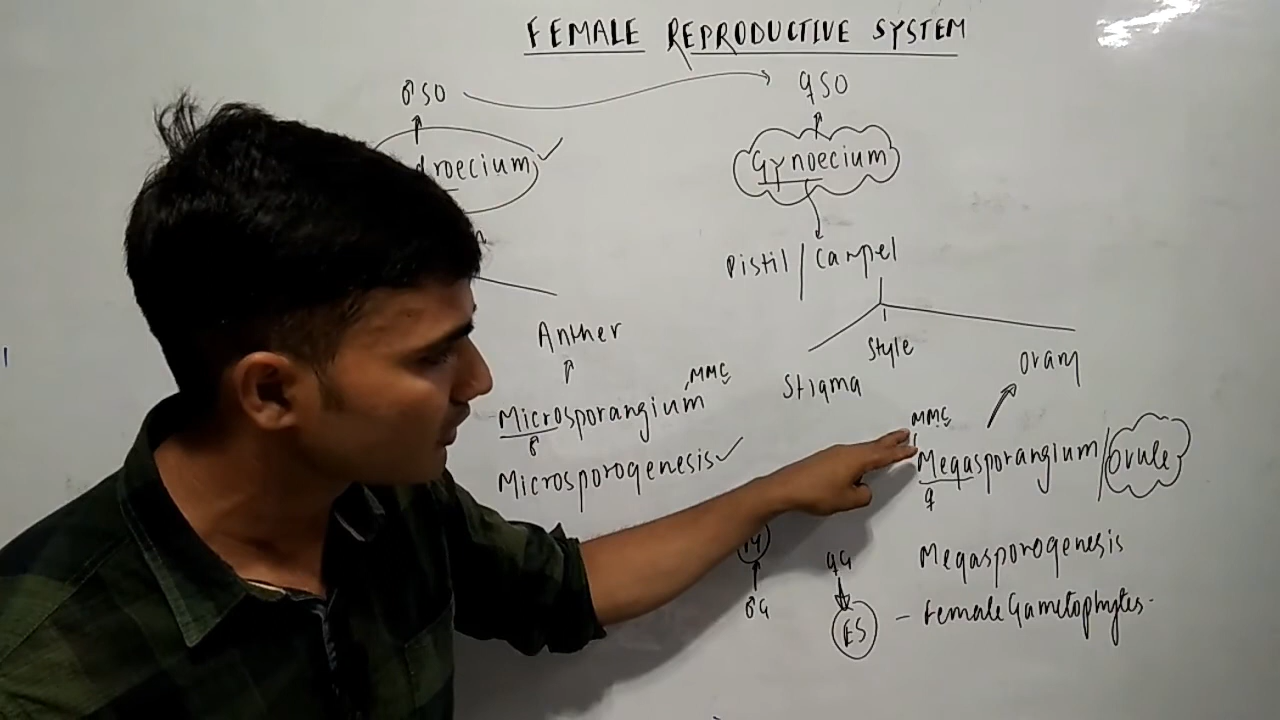 FEMALE REPRODUCTIVE SYSTEM
♂SO
♀SO
roecium
Gynoecium
Pistil / Carpel
Anther
Stigma
Style
Ovary
MMC
Microsporangium
♂
Microsporogenesis
MMC
Megasporangium / Ovule
♀
Megasporogenesis
♂G
♀G
ES
- Female Gametophytes-